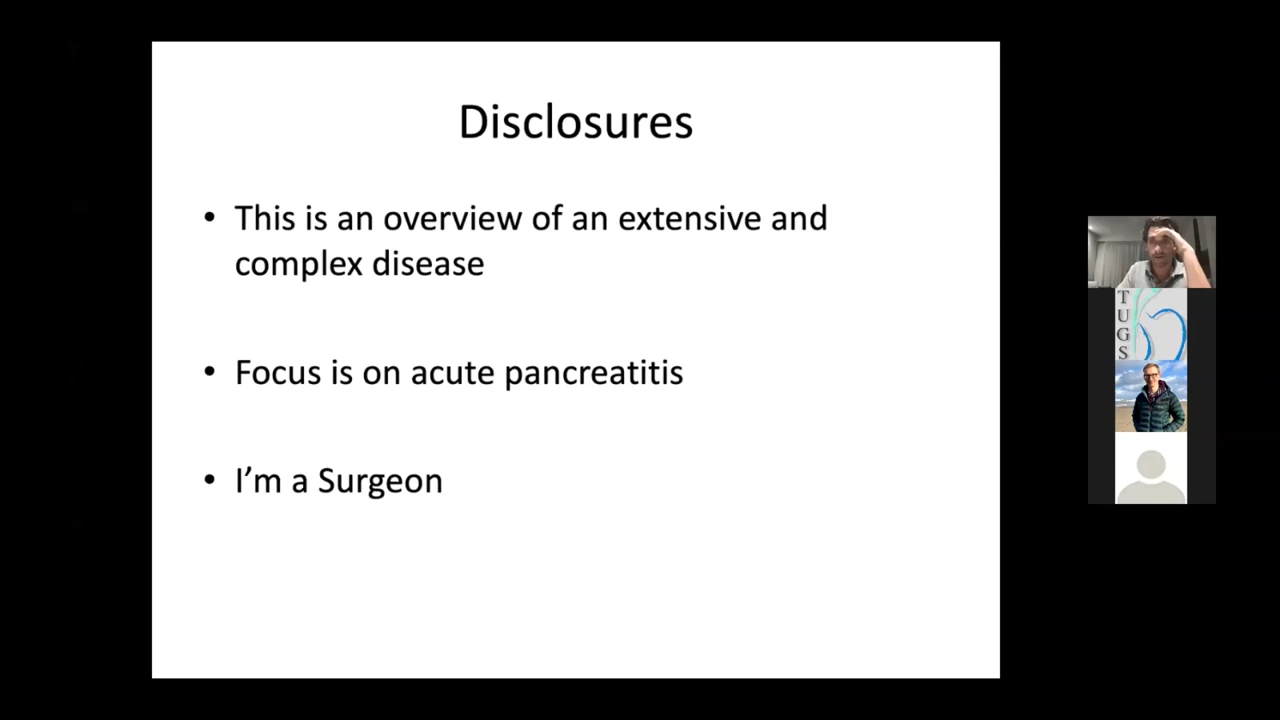 Disclosures
• This is an overview of an extensive and
complex disease
• Focus is on acute pancreatitis
• I’m a Surgeon
T
U
G
S